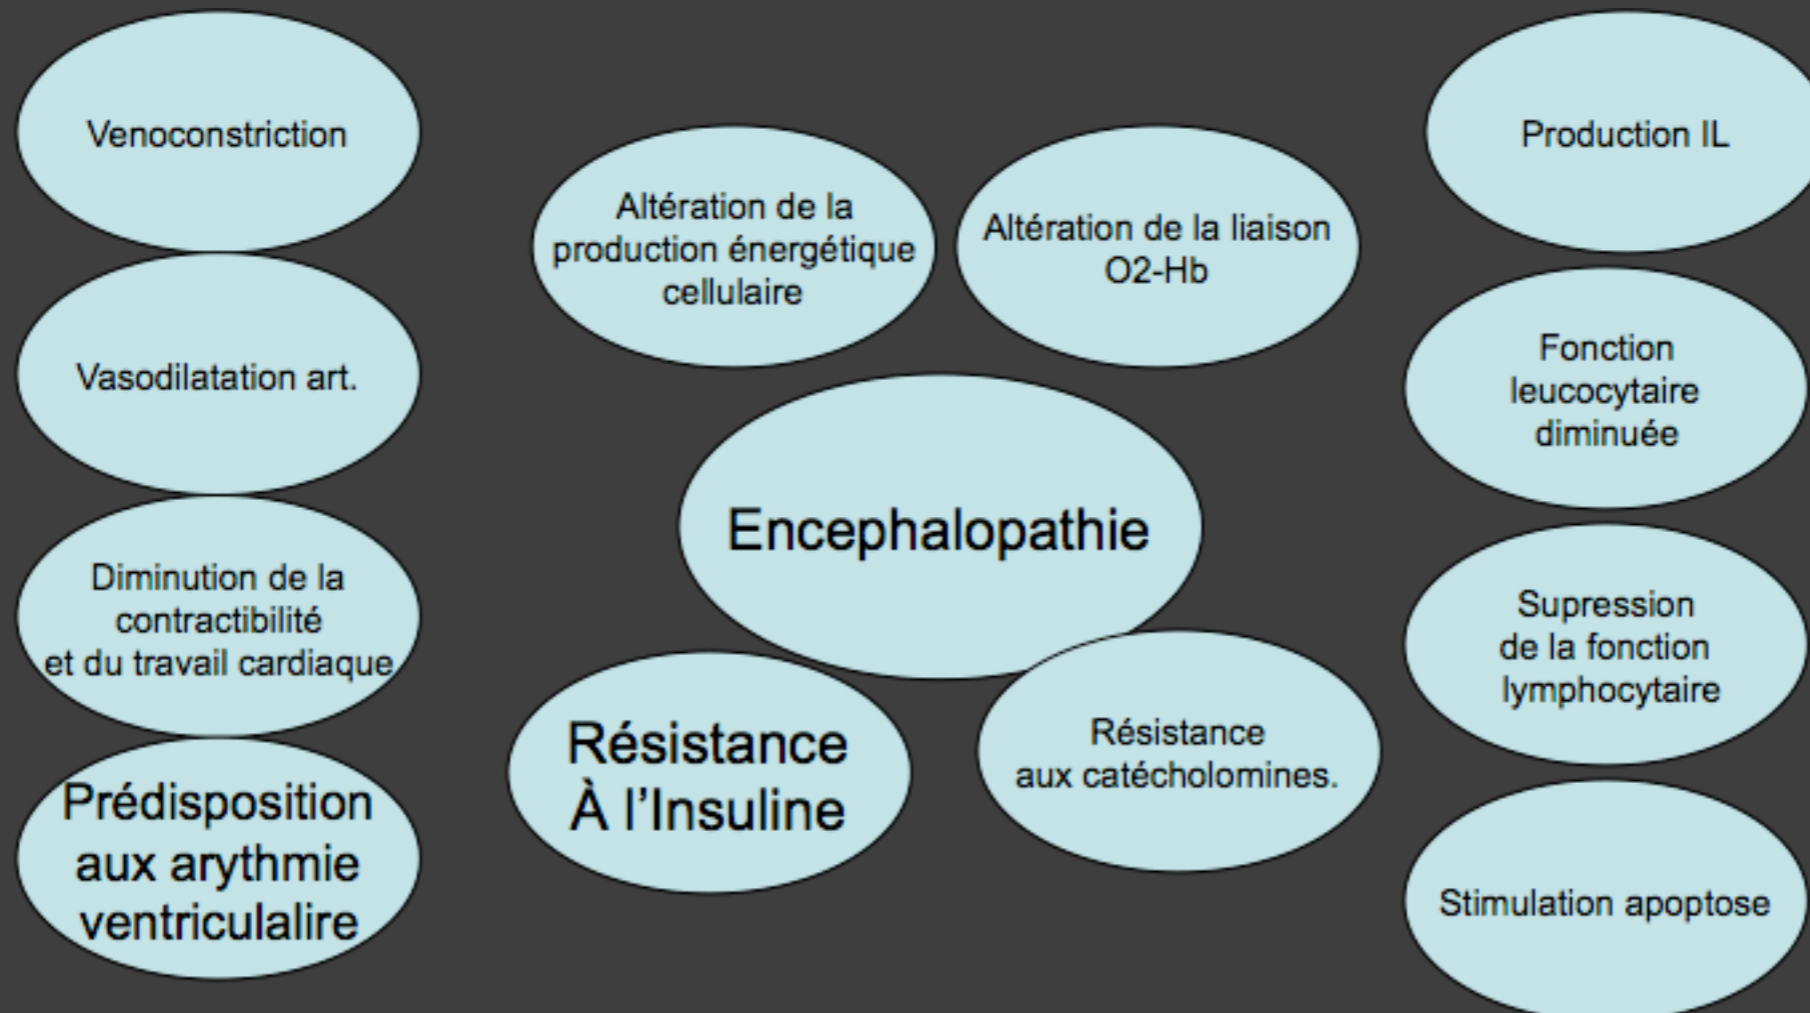 Venoconstriction
Vasodilatation art.
Diminution de la
contractibilité
et du travail cardiaque
Prédisposition
aux arythmie
ventriculalire
Altération de la
production énergétique
cellulaire
Altération de la liaison
O2-Hb
Encephalopathie
Résistance
À l’Insuline
Résistance
aux catécholomines.
Production IL
Fonction
leucocytaire
diminuée
Supression
de la fonction
lymphocytaire
Stimulation apoptose